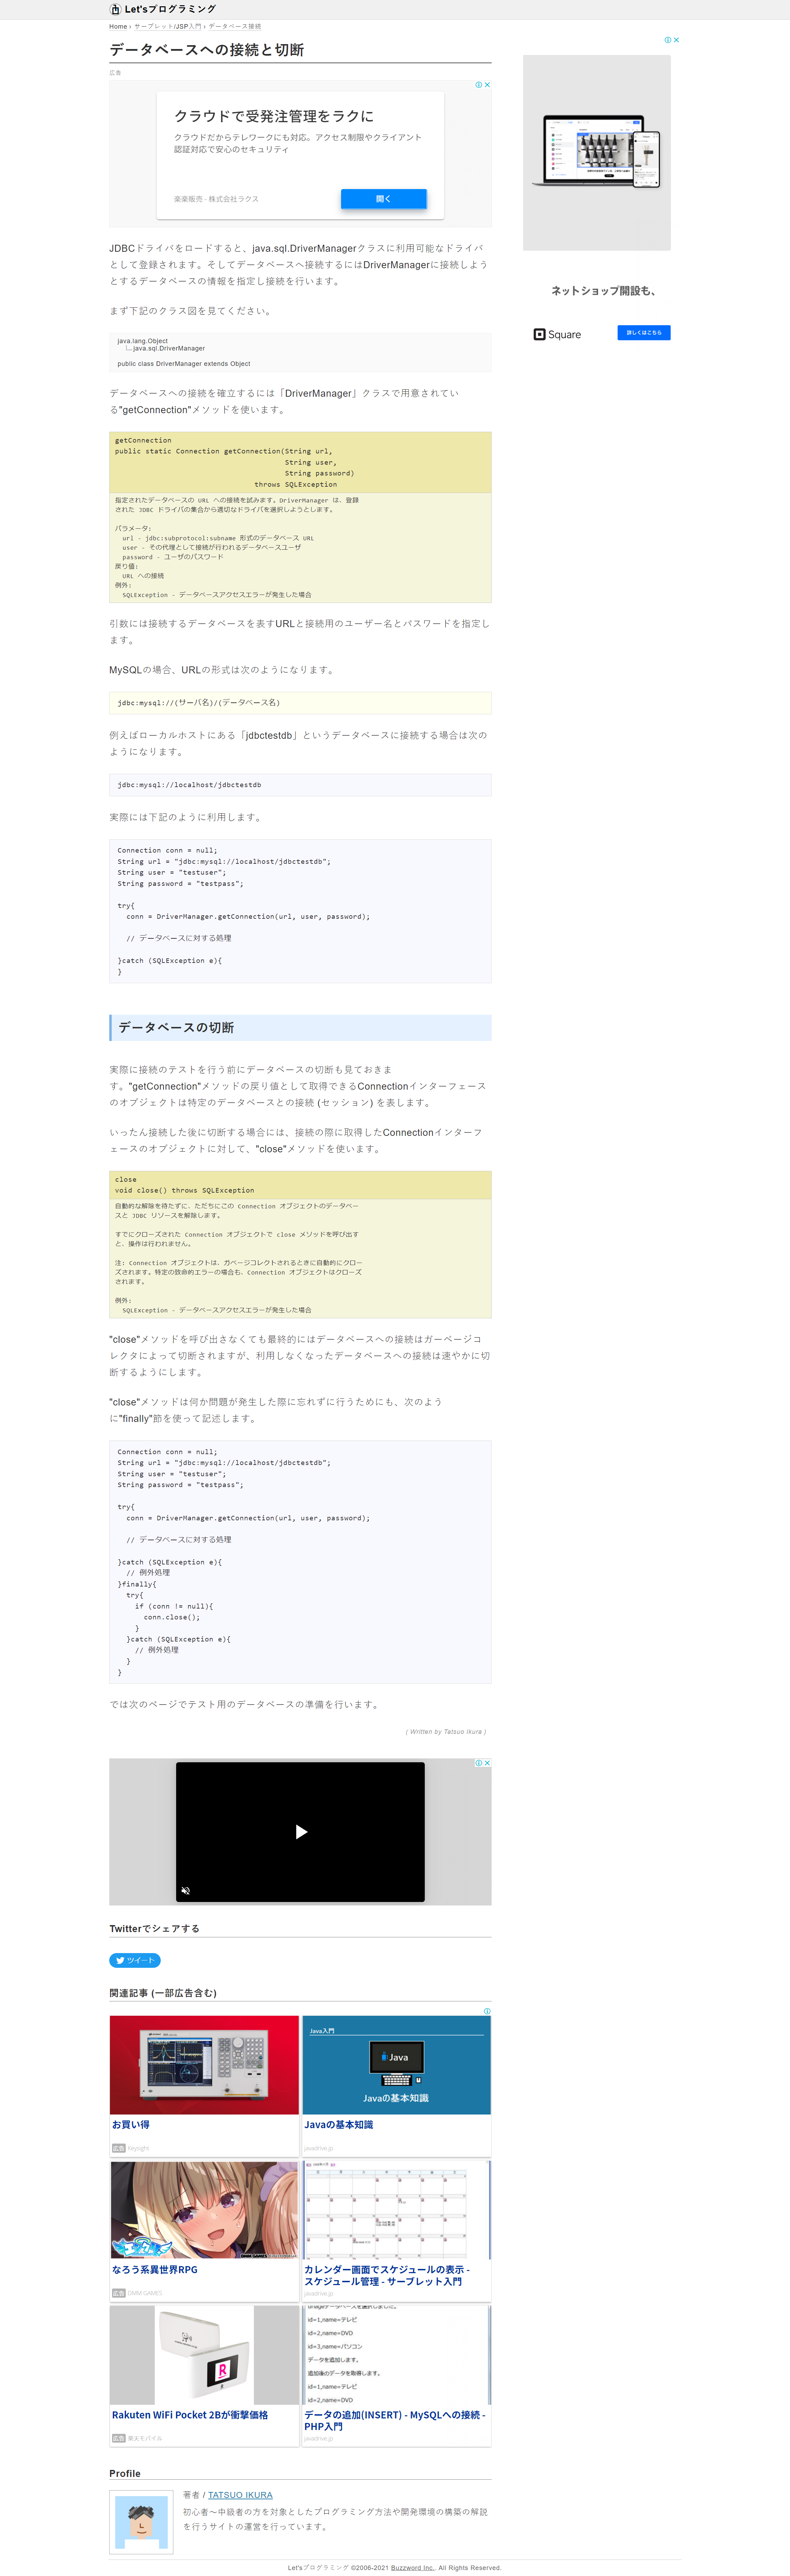 Let'sプログラミング
Home › サーブレット/JSP入門 › データベース接続
データベースへの接続と切断
広告
クラウドで受発注管理をラクに
クラウドだからテレワークにも対応。アクセス制限やクライアント
認証対応で安心のセキュリティ
楽楽販売 - 株式会社ラクス
開く
ネットショップ開設も、
Square
詳しくはこちら
JDBCドライバをロードすると、java.sql.DriverManagerクラスに利用可能なドライバ
として登録されます。そしてデータベースへ接続するにはDriverManagerに接続しよう
とするデータベースの情報を指定し接続を行います。
まず下記のクラス図を見てください。
java.lang.Object
java.sql.DriverManager
public class DriverManager extends Object
データベースへの接続を確立するには「DriverManager」クラスで用意されてい
る"getConnection"メソッドを使います。
getConnection
public static Connection getConnection(String url,
String user,
String password)
throws SQLException
指定されたデータベースの URL への接続を試みます。DriverManager は、登録
された JDBC ドライバの集合から適切なドライバを選択しようとします。
パラメータ:
url - jdbc:subprotocol:subname 形式のデータベース URL
user - その代理として接続が行われるデータベースユーザ
password - ユーザのパスワード
戻り値:
URL への接続
例外:
SQLException - データベースアクセスエラーが発生した場合
引数には接続するデータベースを表すURLと接続用のユーザー名とパスワードを指定し
ます。
MySQLの場合、URLの形式は次のようになります。
jdbc:mysql://(サーバ名)/(データベース名)
例えばローカルホストにある「jdbctestdb」というデータベースに接続する場合は次の
ようになります。
jdbc:mysql://localhost/jdbctestdb
実際には下記のように利用します。
Connection conn = null;
String url = "jdbc:mysql://localhost/jdbctestdb";
String user = "testuser";
String password = "testpass";
try{
conn = DriverManager.getConnection(url, user, password);
// データベースに対する処理
}catch (SQLException e){
}
データベースの切断
実際に接続のテストを行う前にデータベースの切断も見ておきま
す。"getConnection"メソッドの戻り値として取得できるConnectionインターフェース
のオブジェクトは特定のデータベースとの接続 (セッション) を表します。
いったん接続した後に切断する場合には、接続の際に取得したConnectionインターフ
ェースのオブジェクトに対して、"close"メソッドを使います。
close
void close() throws SQLException
自動的な解除を待たずに、ただちにこの Connection オブジェクトのデータベー
スと JDBC リソースを解除します。
すでにクローズされた Connection オブジェクトで close メソッドを呼び出す
と、操作は行われません。
注: Connection オブジェクトは、ガベージコレクトされるときに自動的にクロー
ズされます。特定の致命的エラーの場合も、Connection オブジェクトはクローズ
されます。
例外:
SQLException - データベースアクセスエラーが発生した場合
"close"メソッドを呼び出さなくても最終的にはデータベースへの接続はガーベージコ
レクタによって切断されますが、利用しなくなったデータベースへの接続は速やかに切
断するようにします。
"close"メソッドは何か問題が発生した際に忘れずに行うためにも、次のよう
に"finally"節を使って記述します。
Connection conn = null;
String url = "jdbc:mysql://localhost/jdbctestdb";
String user = "testuser";
String password = "testpass";
try{
conn = DriverManager.getConnection(url, user, password);
// データベースに対する処理
}catch (SQLException e){
// 例外処理
}finally{
try{
if (conn != null){
conn.close();
}
}catch (SQLException e){
// 例外処理
}
}
では次のページでテスト用のデータベースの準備を行います。
( Written by Tatsuo Ikura )
Twitterでシェアする
ツイート
関連記事 (一部広告含む)
お買い得
広告 Keysight
Java入門
Java
Javaの基本知識
Javaの基本知識
javadrive.jp
なろう系異世界RPG
広告 DMM GAMES
カレンダー画面でスケジュールの表示 -
スケジュール管理 - サーブレット入門
javadrive.jp
R
Rakuten WiFi Pocket 2Bが衝撃価格
広告 楽天モバイル
id=1,name=テレビ
id=2,name=DVD
id=3,name=パソコン
データを追加します。
追加後のデータを取得します。
id=1,name=テレビ
id=2,name=DVD
データの追加(INSERT) - MySQLへの接続 -
PHP入門
javadrive.jp
Profile
著者 / TATSUO IKURA
初心者～中級者の方を対象としたプログラミング方法や開発環境の構築の解説
を行うサイトの運営を行っています。
Let'sプログラミング ©2006-2021 Buzzword Inc.. All Rights Reserved.